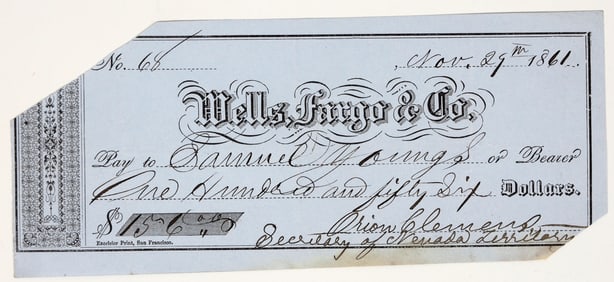 No. 68 Nov. 29th 1861.
Wells, Fargo & Co.
Pay to Samuel Youngs or Bearer
One Hundred and fifty Six Dollars.
$156 00/100 Orion Clemens
Excelsior Print, San Francisco. Secretary of Nevada Territory